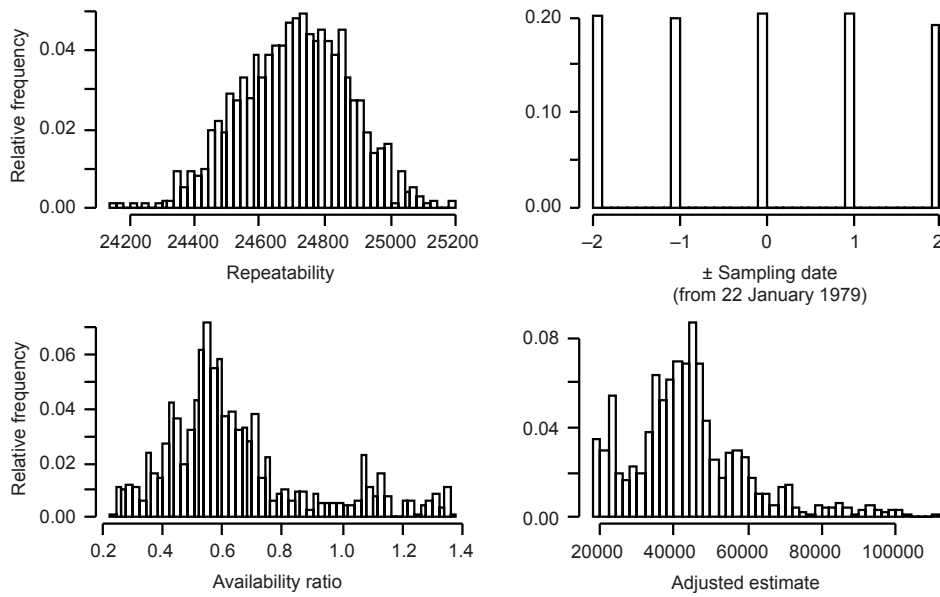 Relative frequency
0.04
0.02
0.00
24200 24400 24600 24800 25000 25200
Repeatability
0.20
0.10
0.00
–2 –1 0 1 2
± Sampling date
(from 22 January 1979)
Relative frequency
0.06
0.04
0.02
0.00
0.2 0.4 0.6 0.8 1.0 1.2 1.4
Availability ratio
0.08
0.04
0.00
20000 40000 60000 80000 100000
Adjusted estimate